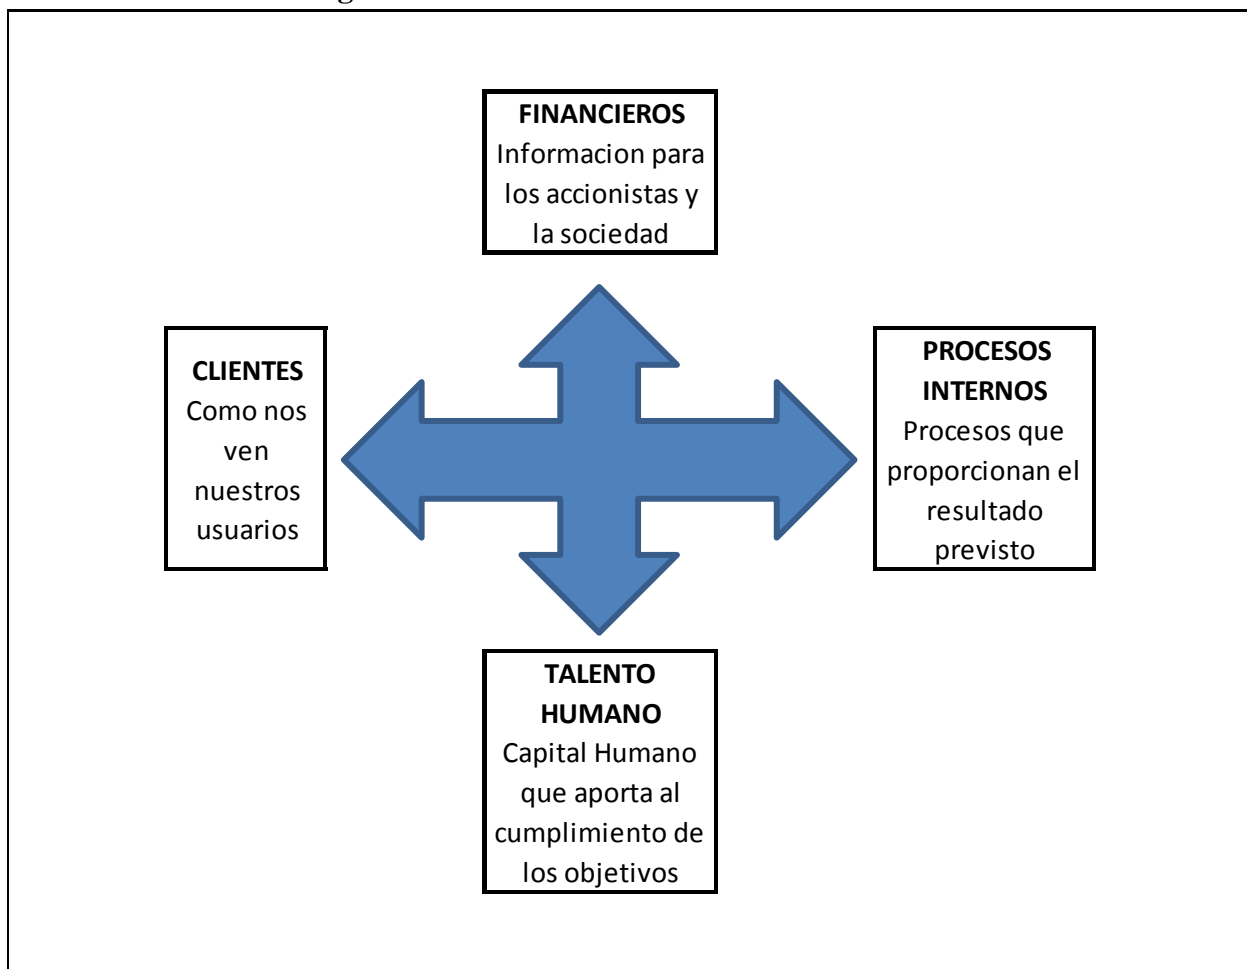 FINANCIEROS
Informacion para
los accionistas y
la sociedad
CLIENTES
Como nos
ven
nuestros
usuarios
PROCESOS
INTERNOS
Procesos que
proporcionan el
resultado
previsto
TALENTO
HUMANO
Capital Humano
que aporta al
cumplimiento de
los objetivos